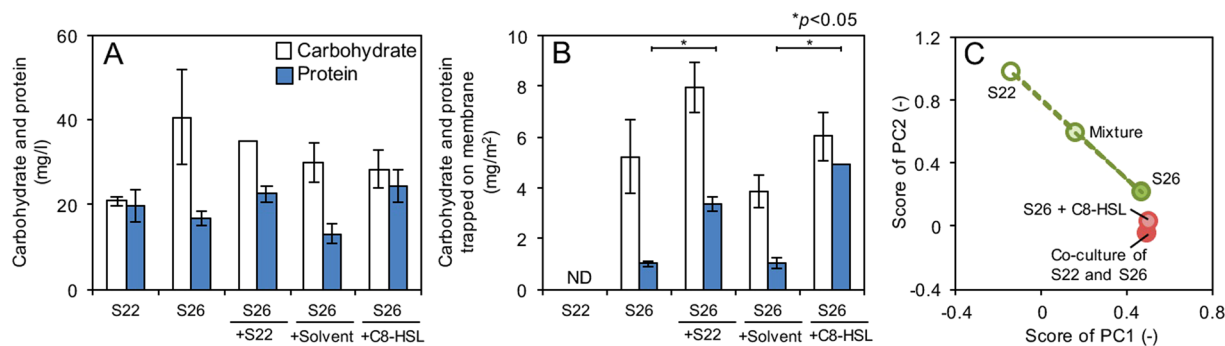 A
Carbohydrate
Protein
Carbohydrate and protein
(mg/l)
60
40
20
0
S22
S26
S26
+S22
S26
+Solvent
S26
+C8-HSL
B
*p<0.05
*
*
Carbohydrate and protein
trapped on membrane
(mg/m²)
10
8
6
4
2
0
ND
S22
S26
S26
+S22
S26
+Solvent
S26
+C8-HSL
C
Score of PC2 (-)
1.2
0.8
0.4
0
-0.4
S22
Mixture
S26
S26 + C8-HSL
Co-culture of
S22 and S26
-0.4
0
0.4
0.8
Score of PC1 (-)